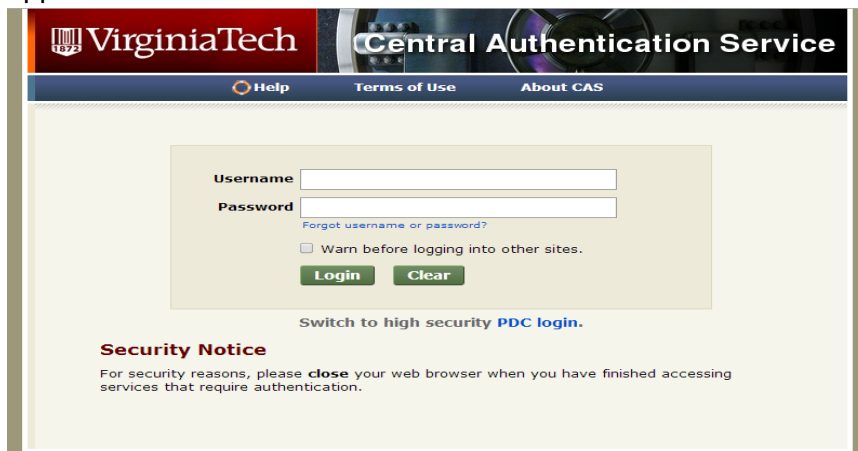 VirginiaTech
1872
Central Authentication Service
Help Terms of Use About CAS
Username
Password
Forgot username or password?
Warn before logging into other sites.
Login Clear
Switch to high security PDC login.
Security Notice
For security reasons, please close your web browser when you have finished accessing
services that require authentication.